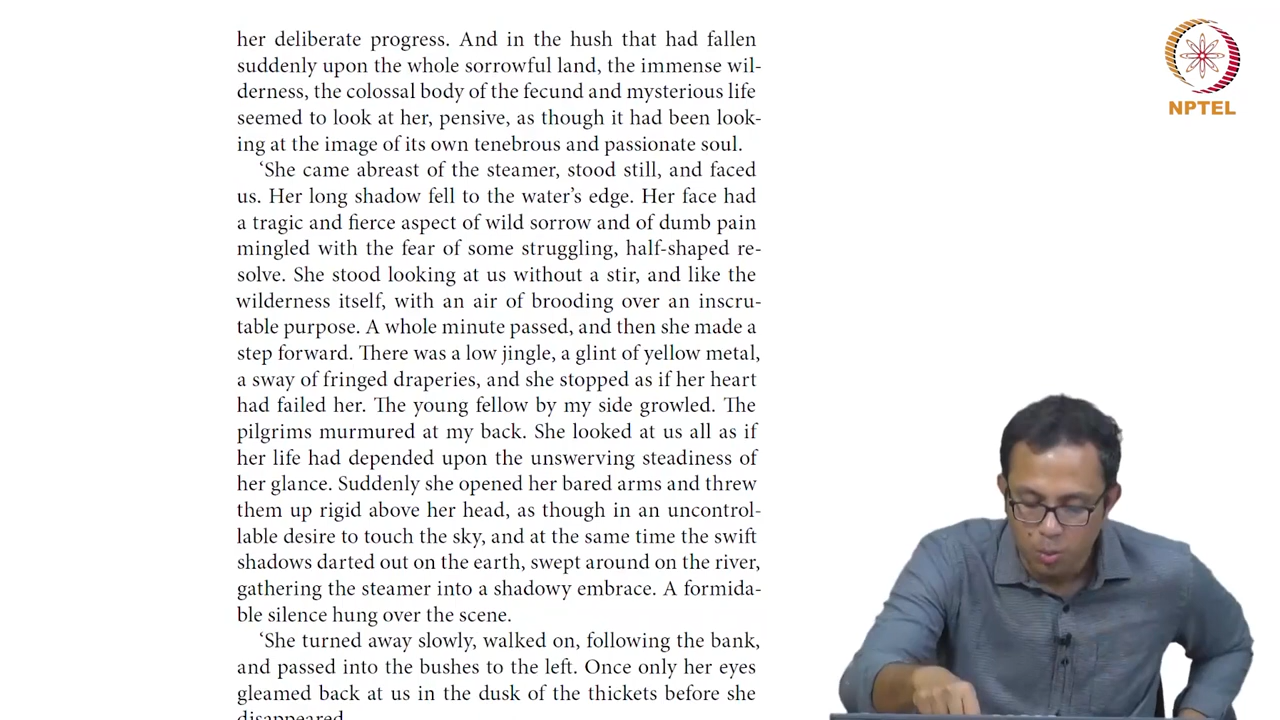 her deliberate progress. And in the hush that had fallen
suddenly upon the whole sorrowful land, the immense wil-
derness, the colossal body of the fecund and mysterious life
seemed to look at her, pensive, as though it had been look-
ing at the image of its own tenebrous and passionate soul.
‘She came abreast of the steamer, stood still, and faced
us. Her long shadow fell to the water’s edge. Her face had
a tragic and fierce aspect of wild sorrow and of dumb pain
mingled with the fear of some struggling, half-shaped re-
solve. She stood looking at us without a stir, and like the
wilderness itself, with an air of brooding over an inscru-
table purpose. A whole minute passed, and then she made a
step forward. There was a low jingle, a glint of yellow metal,
a sway of fringed draperies, and she stopped as if her heart
had failed her. The young fellow by my side growled. The
pilgrims murmured at my back. She looked at us all as if
her life had depended upon the unswerving steadiness of
her glance. Suddenly she opened her bared arms and threw
them up rigid above her head, as though in an uncontrol-
lable desire to touch the sky, and at the same time the swift
shadows darted out on the earth, swept around on the river,
gathering the steamer into a shadowy embrace. A formida-
ble silence hung over the scene.
‘She turned away slowly, walked on, following the bank,
and passed into the bushes to the left. Once only her eyes
gleamed back at us in the dusk of the thickets before she
disappeared.
NPTEL